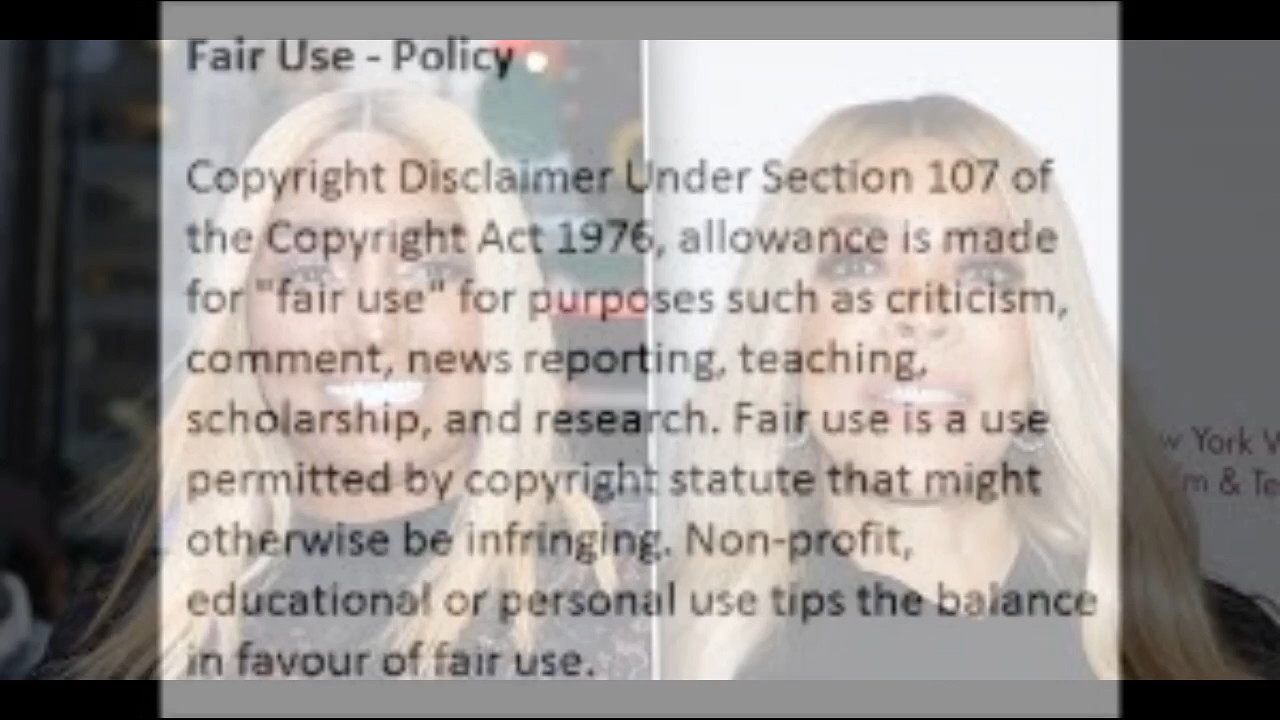 Fair Use - Policy
Copyright Disclaimer Under Section 107 of
the Copyright Act 1976, allowance is made
for "fair use" for purposes such as criticism,
comment, news reporting, teaching,
scholarship, and research. Fair use is a use
permitted by copyright statute that might
otherwise be infringing. Non-profit,
educational or personal use tips the balance
in favour of fair use.
York
&